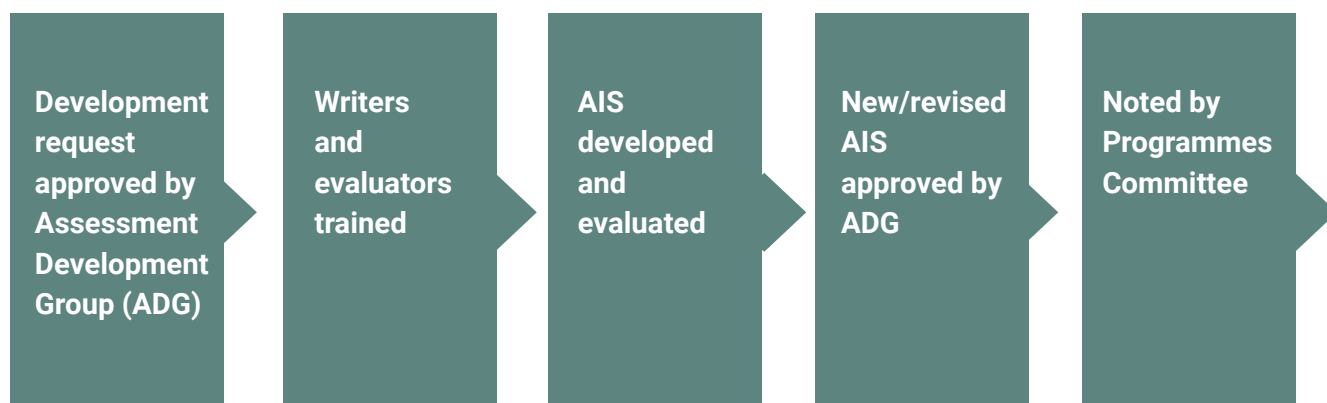 Development
request
approved by
Assessment
Development
Group (ADG)
Writers
and
evaluators
trained
AIS
developed
and
evaluated
New/revised
AIS
approved by
ADG
Noted by
Programmes
Committee